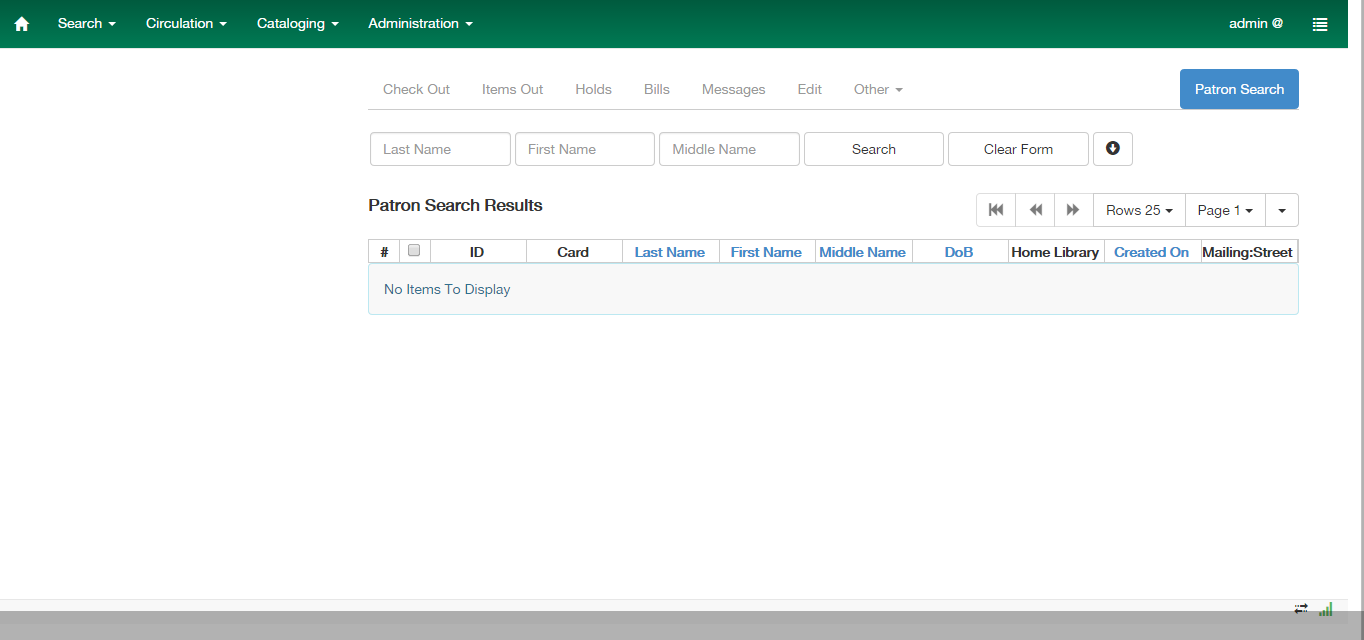 Search Circulation Cataloging Administration admin @
Check Out Items Out Holds Bills Messages Edit Other Patron Search
Last Name First Name Middle Name Search Clear Form
Patron Search Results Rows 25 Page 1
# ID Card Last Name First Name Middle Name DoB Home Library Created On Mailing:Street
No Items To Display